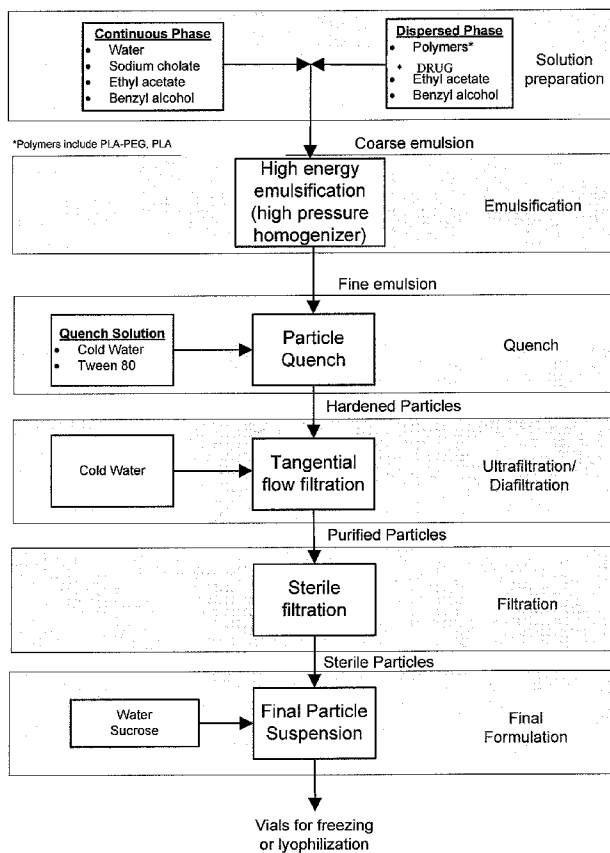 Continuous Phase
• Water
• Sodium cholate
• Ethyl acetate
• Benzyl alcohol
Dispersed Phase
• Polymers*
• DRUG
• Ethyl acetate
• Benzyl alcohol
Solution
preparation
*Polymers include PLA-PEG, PLA
Coarse emulsion
High energy
emulsification
(high pressure
homogenizer)
Emulsification
Fine emulsion
Quench Solution
• Cold Water
• Tween 80
Particle
Quench
Quench
Hardened Particles
Cold Water
Tangential
flow filtration
Ultrafiltration/
Diafiltration
Purified Particles
Sterile
filtration
Filtration
Sterile Particles
Water
Sucrose
Final Particle
Suspension
Final
Formulation
Vials for freezing
or lyophilization